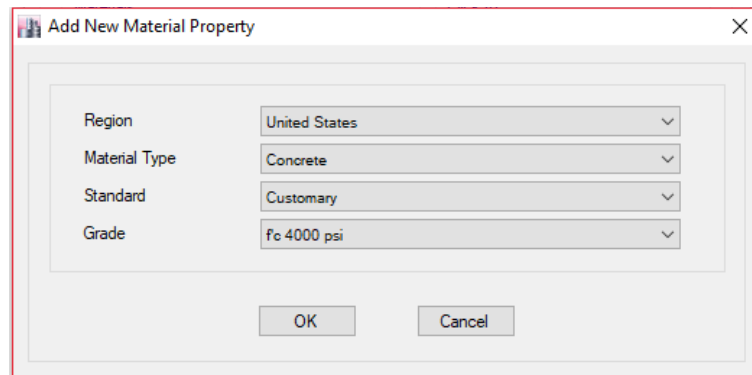 Add New Material Property
Region United States
Material Type Concrete
Standard Customary
Grade f'c 4000 psi
OK Cancel